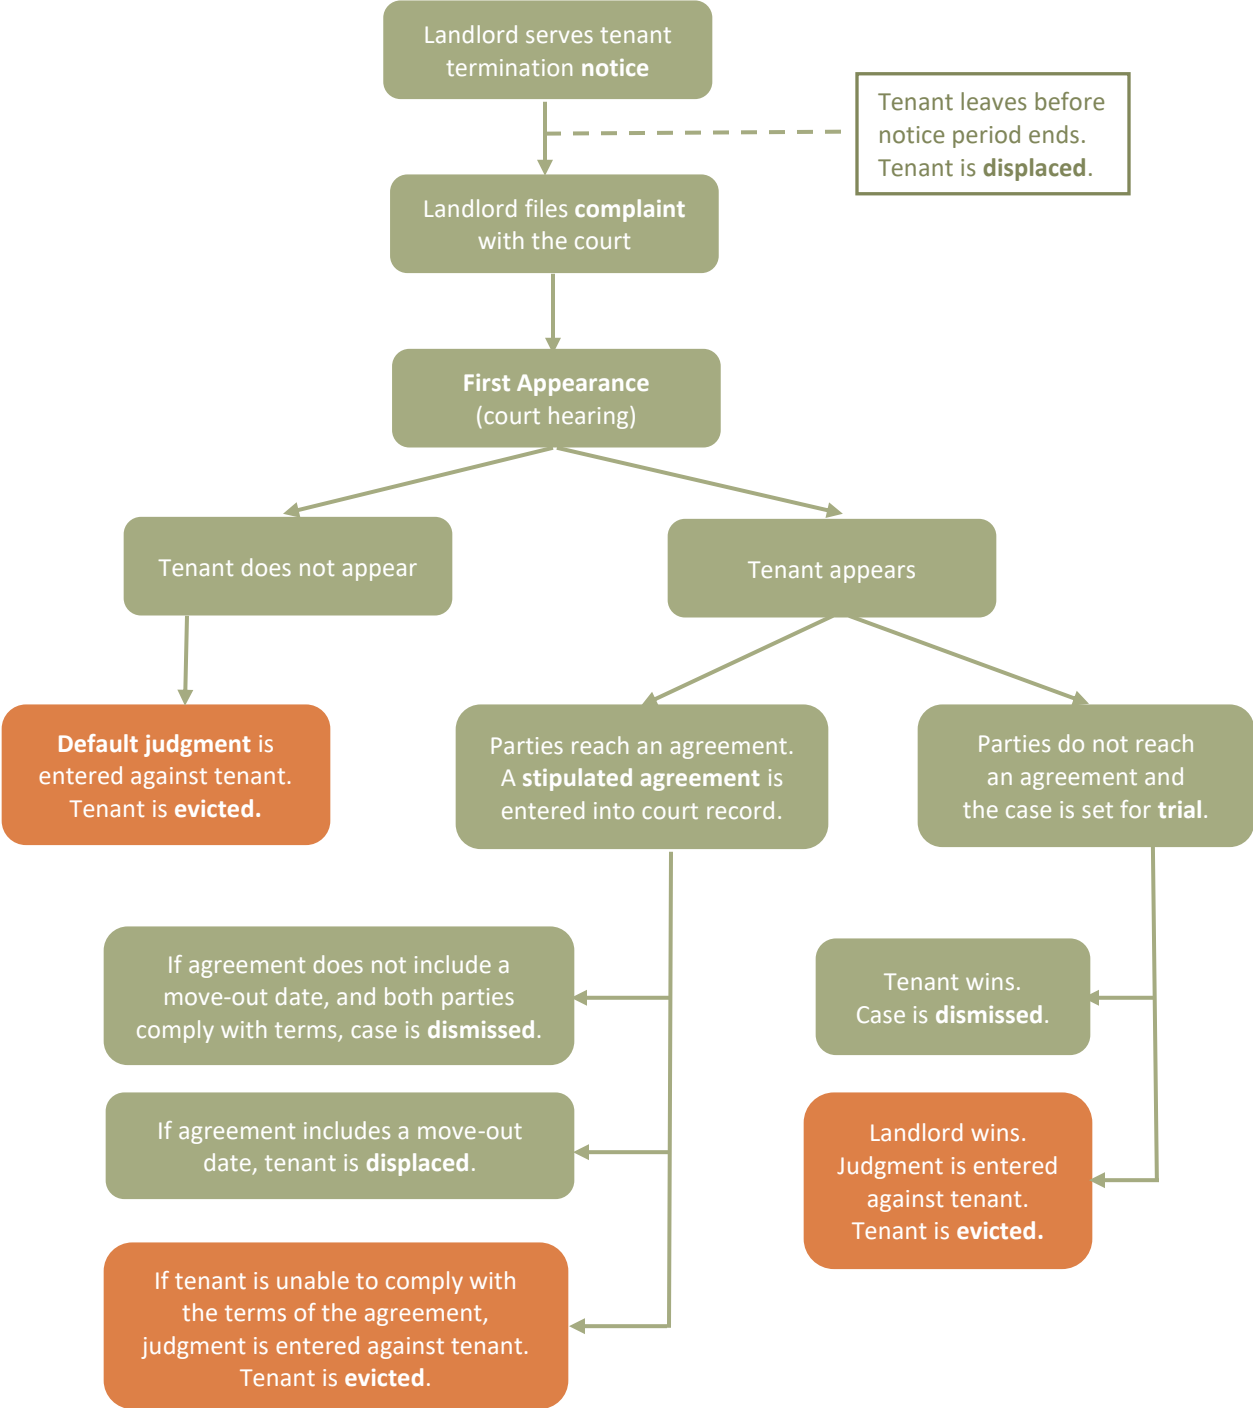 Landlord serves tenant
termination notice
Tenant leaves before
notice period ends.
Tenant is displaced.
Landlord files complaint
with the court
First Appearance
(court hearing)
Tenant does not appear
Tenant appears
Default judgment is
entered against tenant.
Tenant is evicted.
Parties reach an agreement.
A stipulated agreement is
entered into court record.
Parties do not reach
an agreement and
the case is set for trial.
If agreement does not include a
move-out date, and both parties
comply with terms, case is dismissed.
Tenant wins.
Case is dismissed.
If agreement includes a move-out
date, tenant is displaced.
Landlord wins.
Judgment is entered
against tenant.
Tenant is evicted.
If tenant is unable to comply with
the terms of the agreement,
judgment is entered against tenant.
Tenant is evicted.